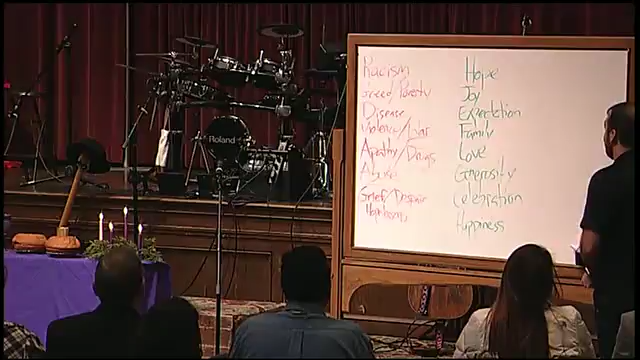 Racism
Greed/Poverty
Disease
Violence/War
Apathy/Drugs
Abuse
Grief/Despair
Hope
Joy
Expectation
Family
Love
Generosity
Celebration
Happiness
Roland